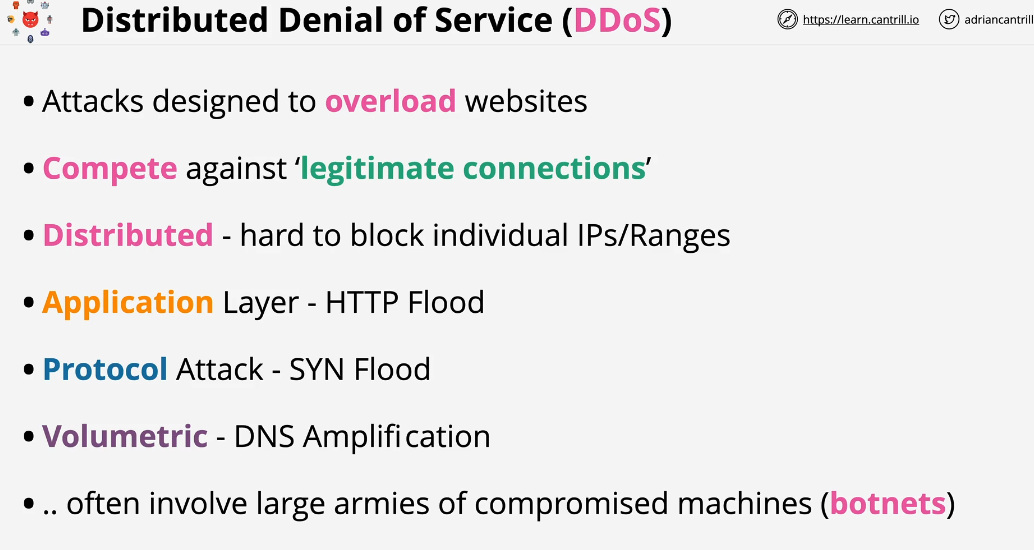 Distributed Denial of Service (DDoS)
https://learn.cantrill.io
adriancantrill
• Attacks designed to overload websites
• Compete against ‘legitimate connections’
• Distributed - hard to block individual IPs/Ranges
• Application Layer - HTTP Flood
• Protocol Attack - SYN Flood
• Volumetric - DNS Amplification
• .. often involve large armies of compromised machines (botnets)